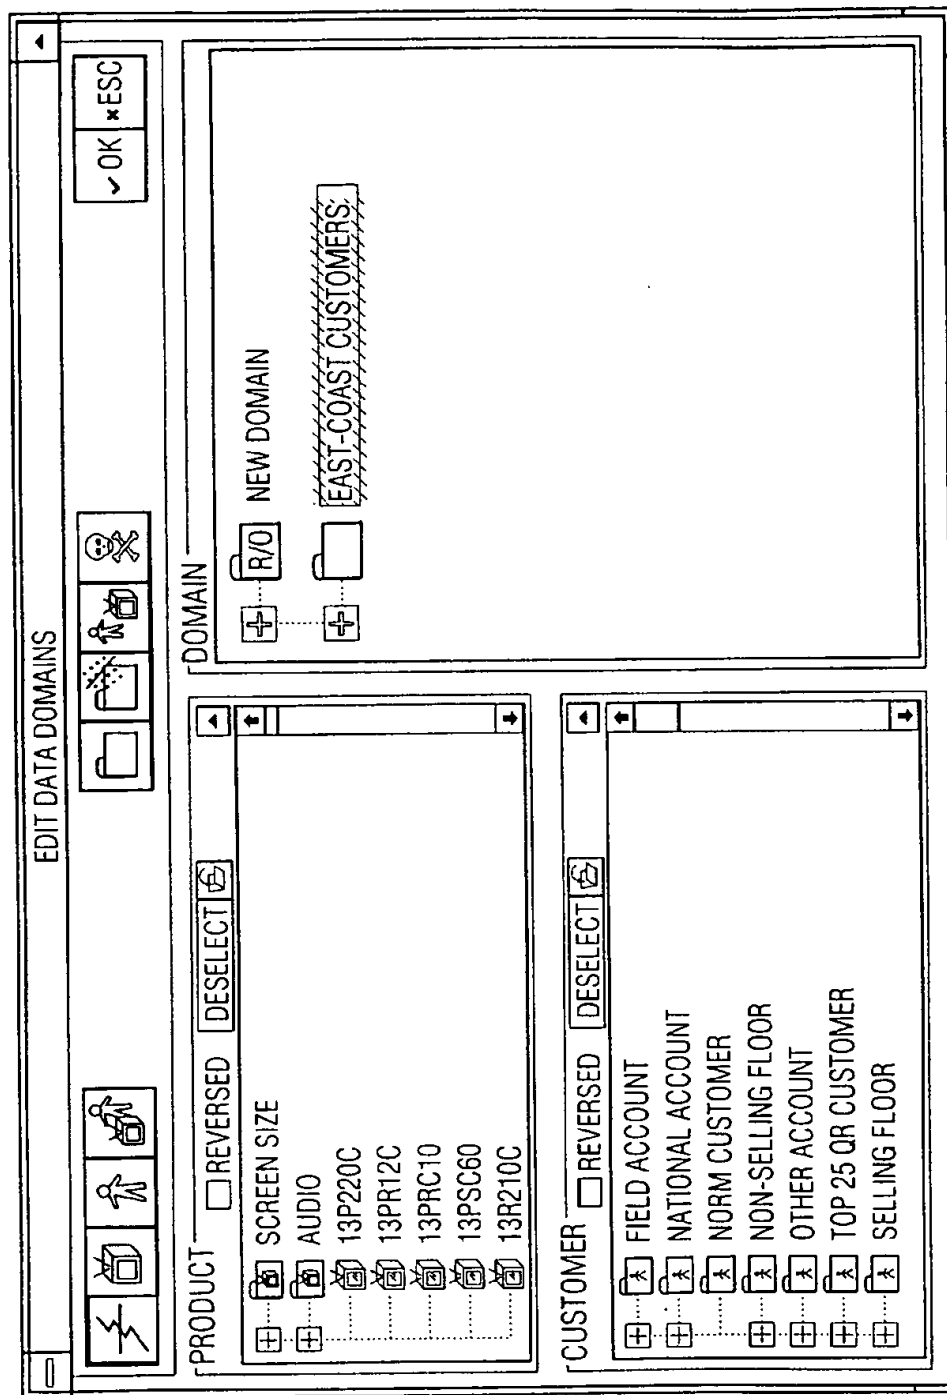 EDIT DATA DOMAINS
OK ESC
PRODUCT
REVERSED DESELECT
SCREEN SIZE
AUDIO
13P220C
13PR12C
13PRC10
13PSC60
13R210C
CUSTOMER
REVERSED DESELECT
FIELD ACCOUNT
NATIONAL ACCOUNT
NORM CUSTOMER
NON-SELLING FLOOR
OTHER ACCOUNT
TOP 25 QR CUSTOMER
SELLING FLOOR
DOMAIN
R/O NEW DOMAIN
EAST-COAST CUSTOMERS